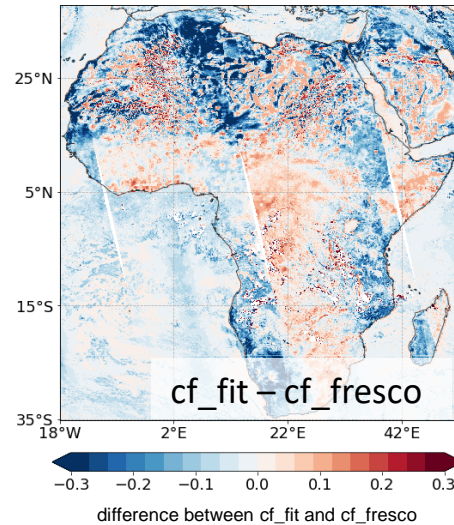 25°N
5°N
15°S
cf_fit – cf_fresco
35°S
18°W 2°E 22°E 42°E
−0.3 −0.2 −0.1 0.0 0.1 0.2 0.3
difference between cf_fit and cf_fresco